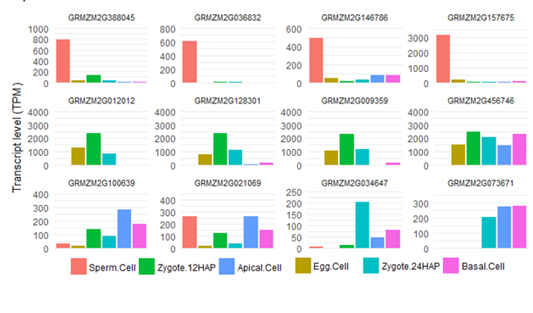 GRMZM2G388045 GRMZM2G036832 GRMZM2G146786 GRMZM2G157675
1000 800 600
800 600 3000
600 400 400 2000
400 200 1000
200 200
0 0 0 0
GRMZM2G012012 GRMZM2G128301 GRMZM2G009359 GRMZM2G456746
4000 4000 4000 4000
3000 3000 3000 3000
2000 2000 2000 2000
1000 1000 1000 1000
0 0 0 0
GRMZM2G100639 GRMZM2G021069 GRMZM2G034647 GRMZM2G073671
400 400 250
300 300 200 300
200 200 150 200
100 100 100 100
50
0 0 0 0
Transcript level (TPM)
Sperm.Cell Zygote.12HAP Apical.Cell Egg.Cell Zygote.24HAP Basal.Cell